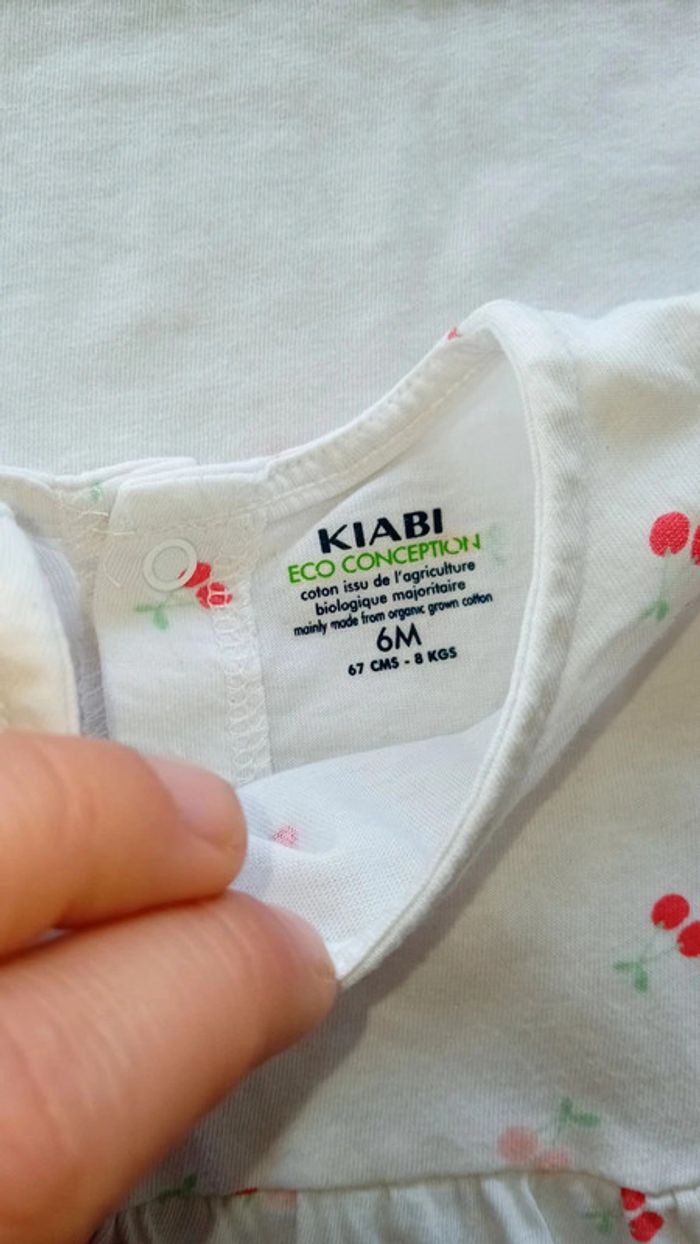 KIABI
ECO CONCEPTION
coton issu de l'agriculture
biologique majoritaire
mainly made from organic grown cotton
6M
67 CMS - 8 KGS